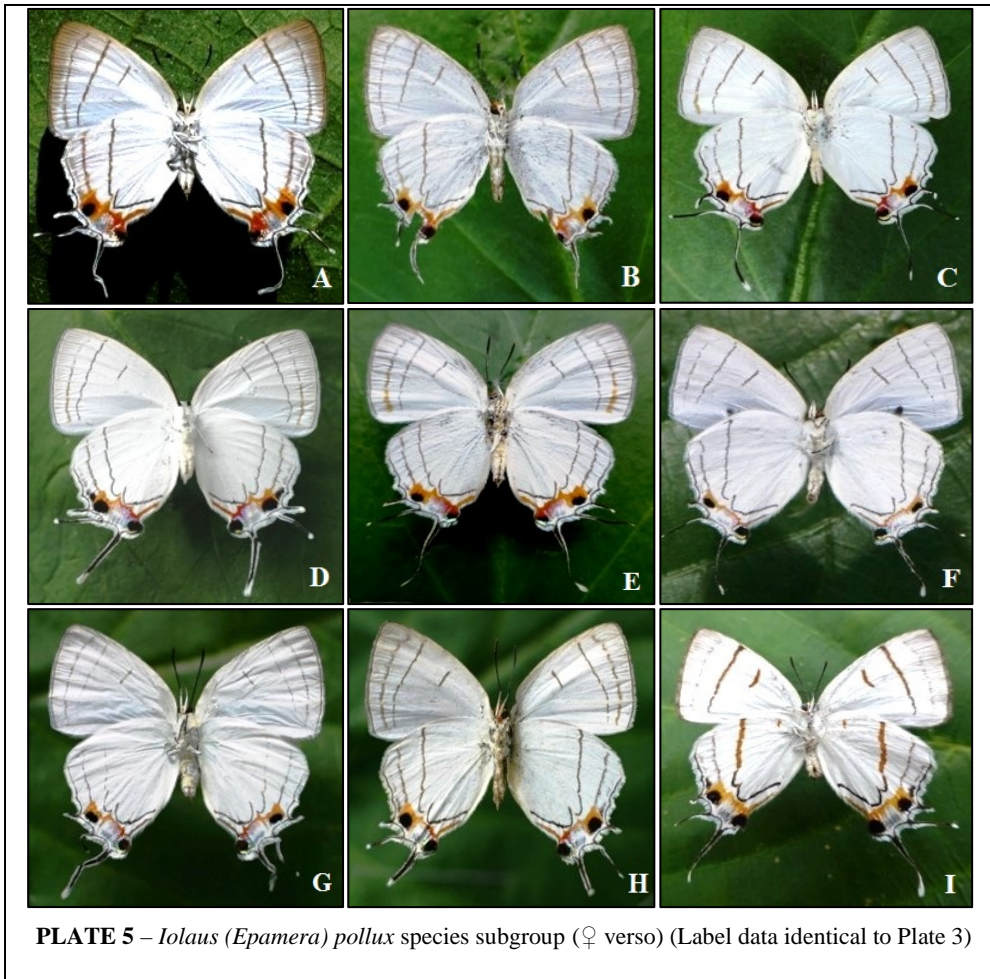 A
B
C
D
E
F
G
H
I
PLATE 5 – Iolaus (Epamera) pollux species subgroup (♀ verso) (Label data identical to Plate 3)